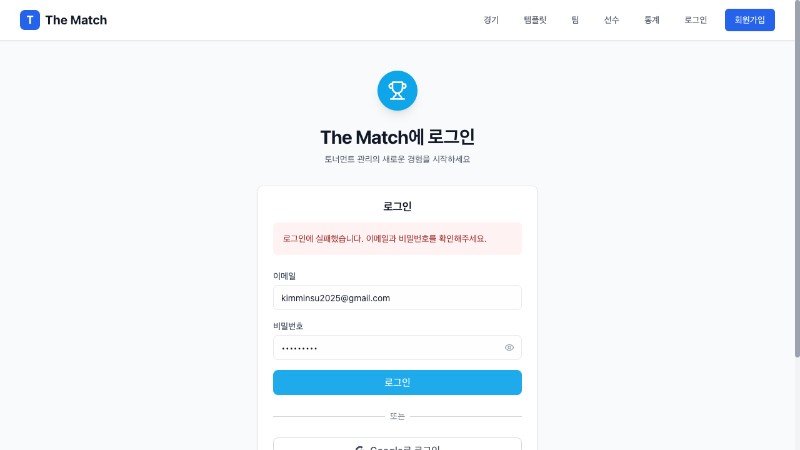 T The Match
경기 템플릿 팀 선수 통계 로그인 회원가입
The Match에 로그인
토너먼트 관리의 새로운 경험을 시작하세요
로그인
로그인에 실패했습니다. 이메일과 비밀번호를 확인해주세요.
이메일
kimminsu2025@gmail.com
비밀번호
•••••••••
로그인
또는
Google로 로그인